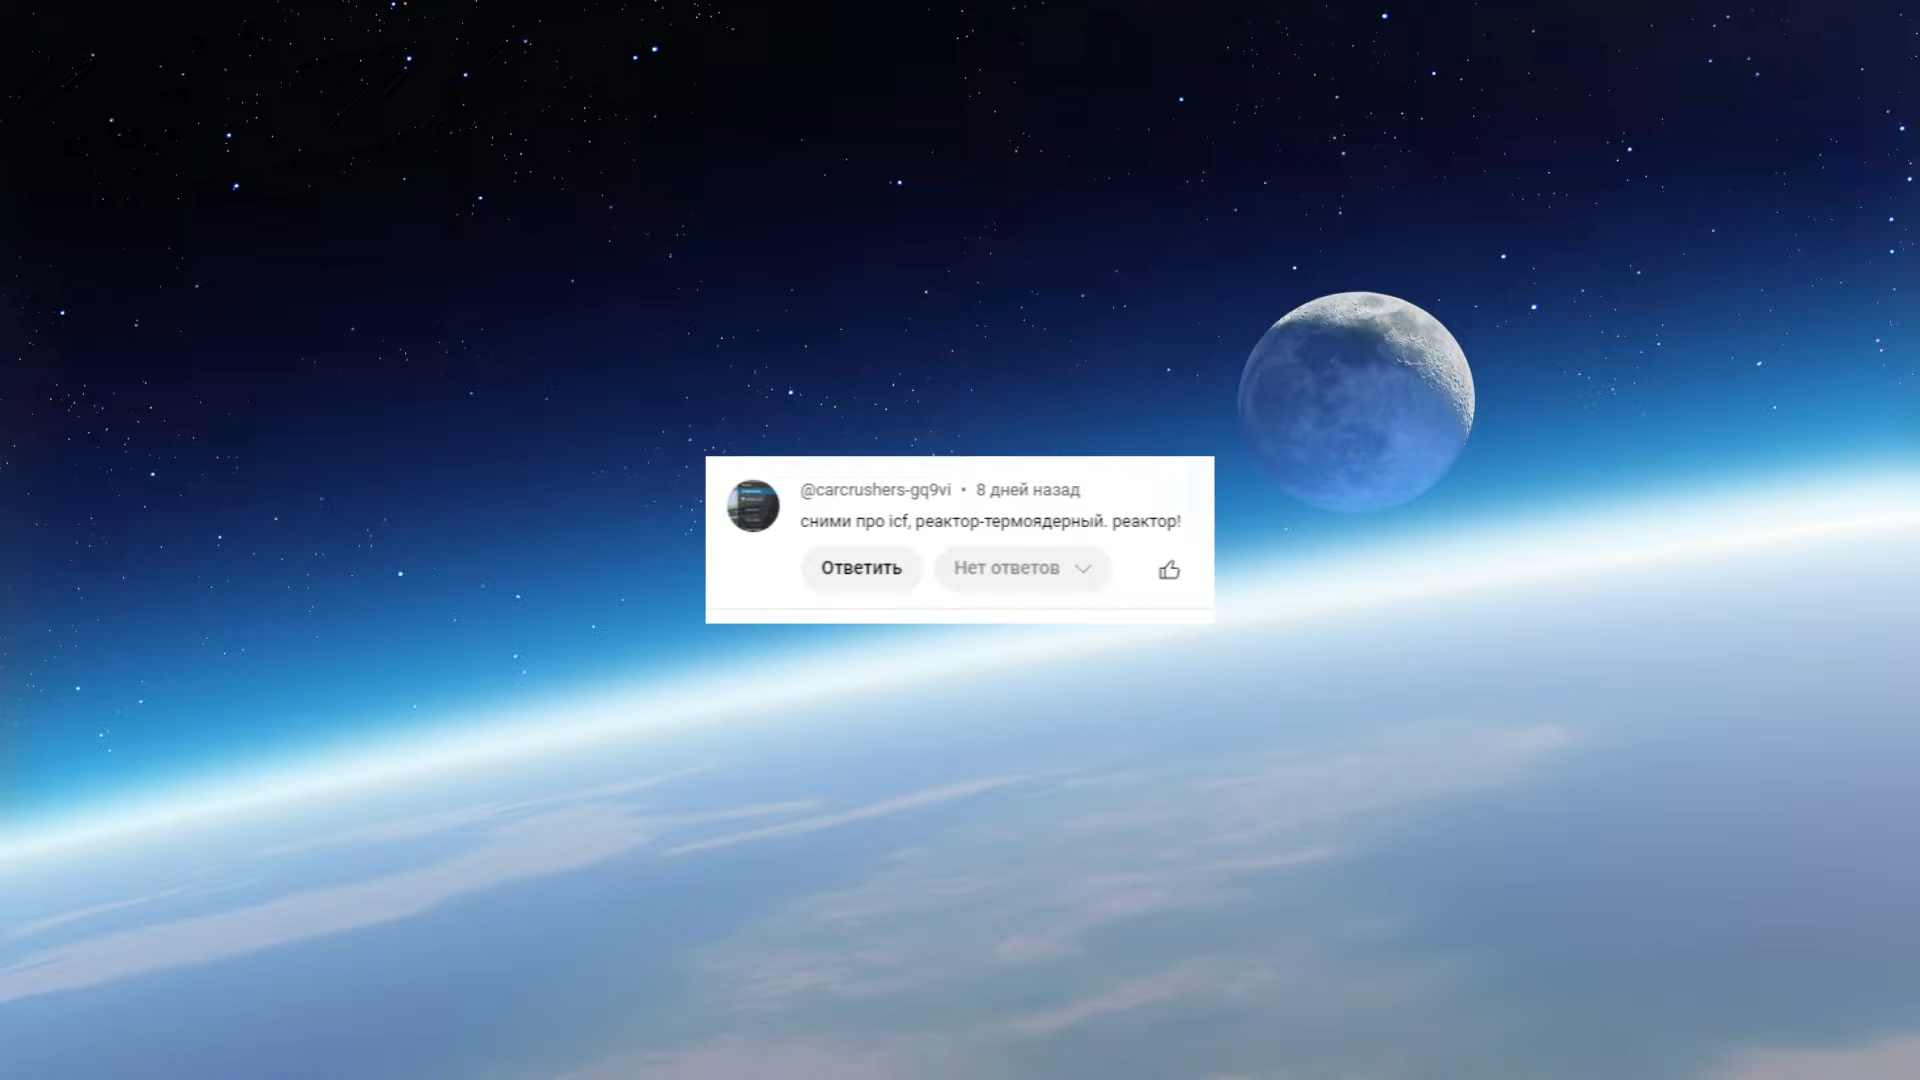 @carcrushers-gq9vi • 8 дней назад
сними про icf, реактор-термоядерный. реактор!
Ответить Нет ответов